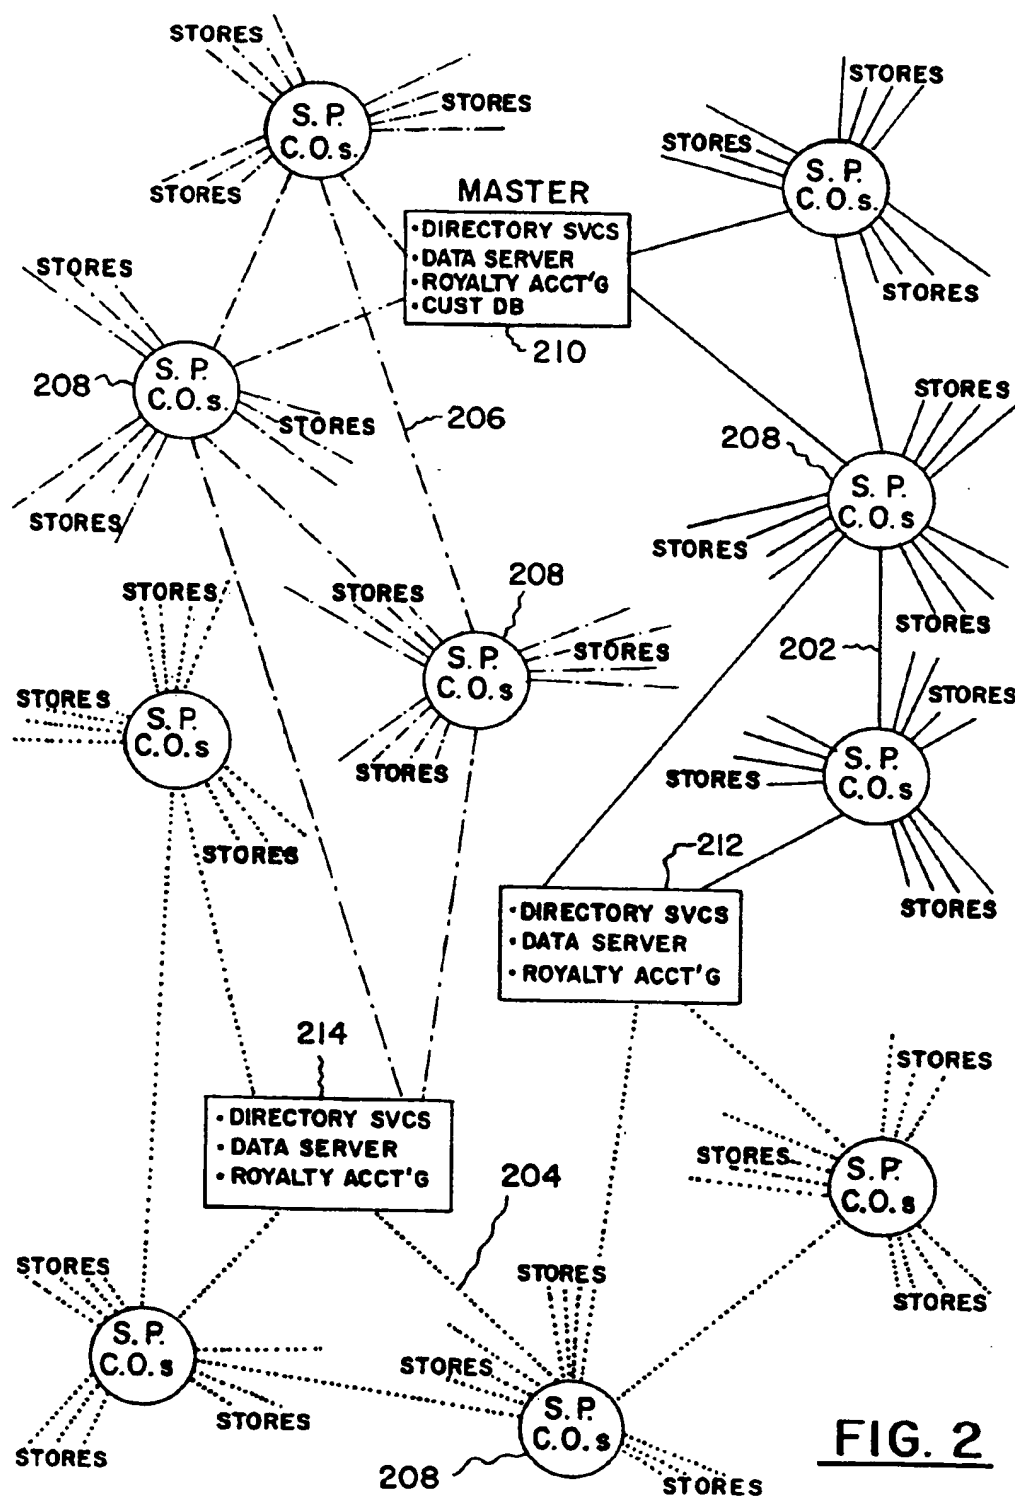 STORES
S. P.
C.O.s.
STORES
STORES
STORES
STORES
S. P.
C.O.s.
STORES
MASTER
• DIRECTORY SVCS
• DATA SERVER
• ROYALTY ACCT'G
• CUST DB
210
STORES
208
S. P.
C.O.s.
STORES
STORES
206
STORES
208
S. P.
C.O.s
STORES
STORES
202
STORES
208
S. P.
C.O.s
STORES
STORES
STORES
STORES
S. P.
C.O.s
STORES
STORES
S. P.
C.O.s
STORES
STORES
212
• DIRECTORY SVCS
• DATA SERVER
• ROYALTY ACCT'G
214
• DIRECTORY SVCS
• DATA SERVER
• ROYALTY ACCT'G
204
STORES
STORES
S. P.
C.O.s
STORES
STORES
S. P.
C.O.s
STORES
STORES
STORES
STORES
S. P.
C.O.s
208
STORES
FIG. 2